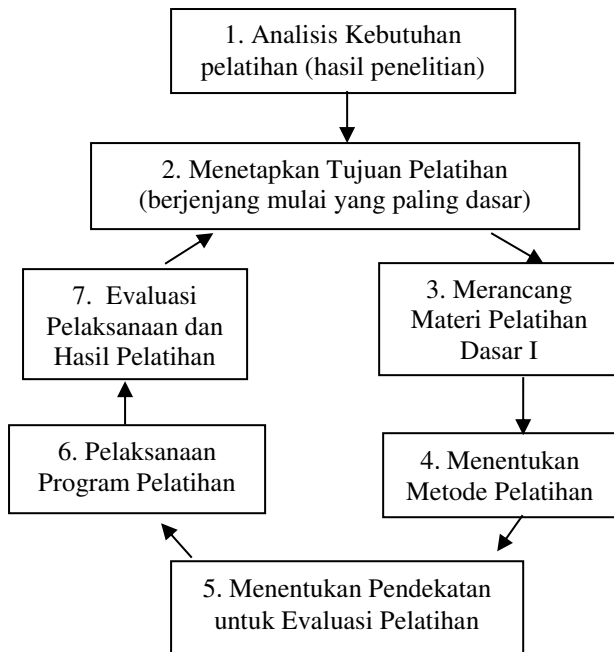 1. Analisis Kebutuhan
pelatihan (hasil penelitian)
2. Menetapkan Tujuan Pelatihan
(berjenjang mulai yang paling dasar)
3. Merancang
Materi Pelatihan
Dasar I
4. Menentukan
Metode Pelatihan
5. Menentukan Pendekatan
untuk Evaluasi Pelatihan
6. Pelaksanaan
Program Pelatihan
7. Evaluasi
Pelaksanaan dan
Hasil Pelatihan